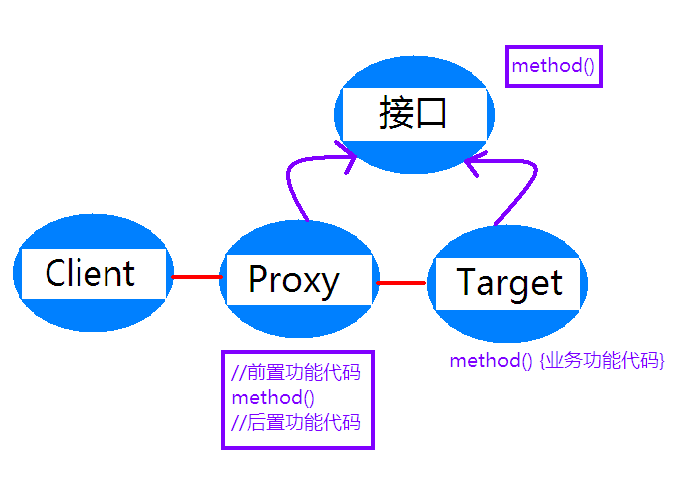 method()
接口
Client
Proxy
Target
//前置功能代码
method()
//后置功能代码
method() {业务功能代码}